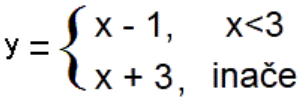 y = { x - 1, x<3
x + 3, inače